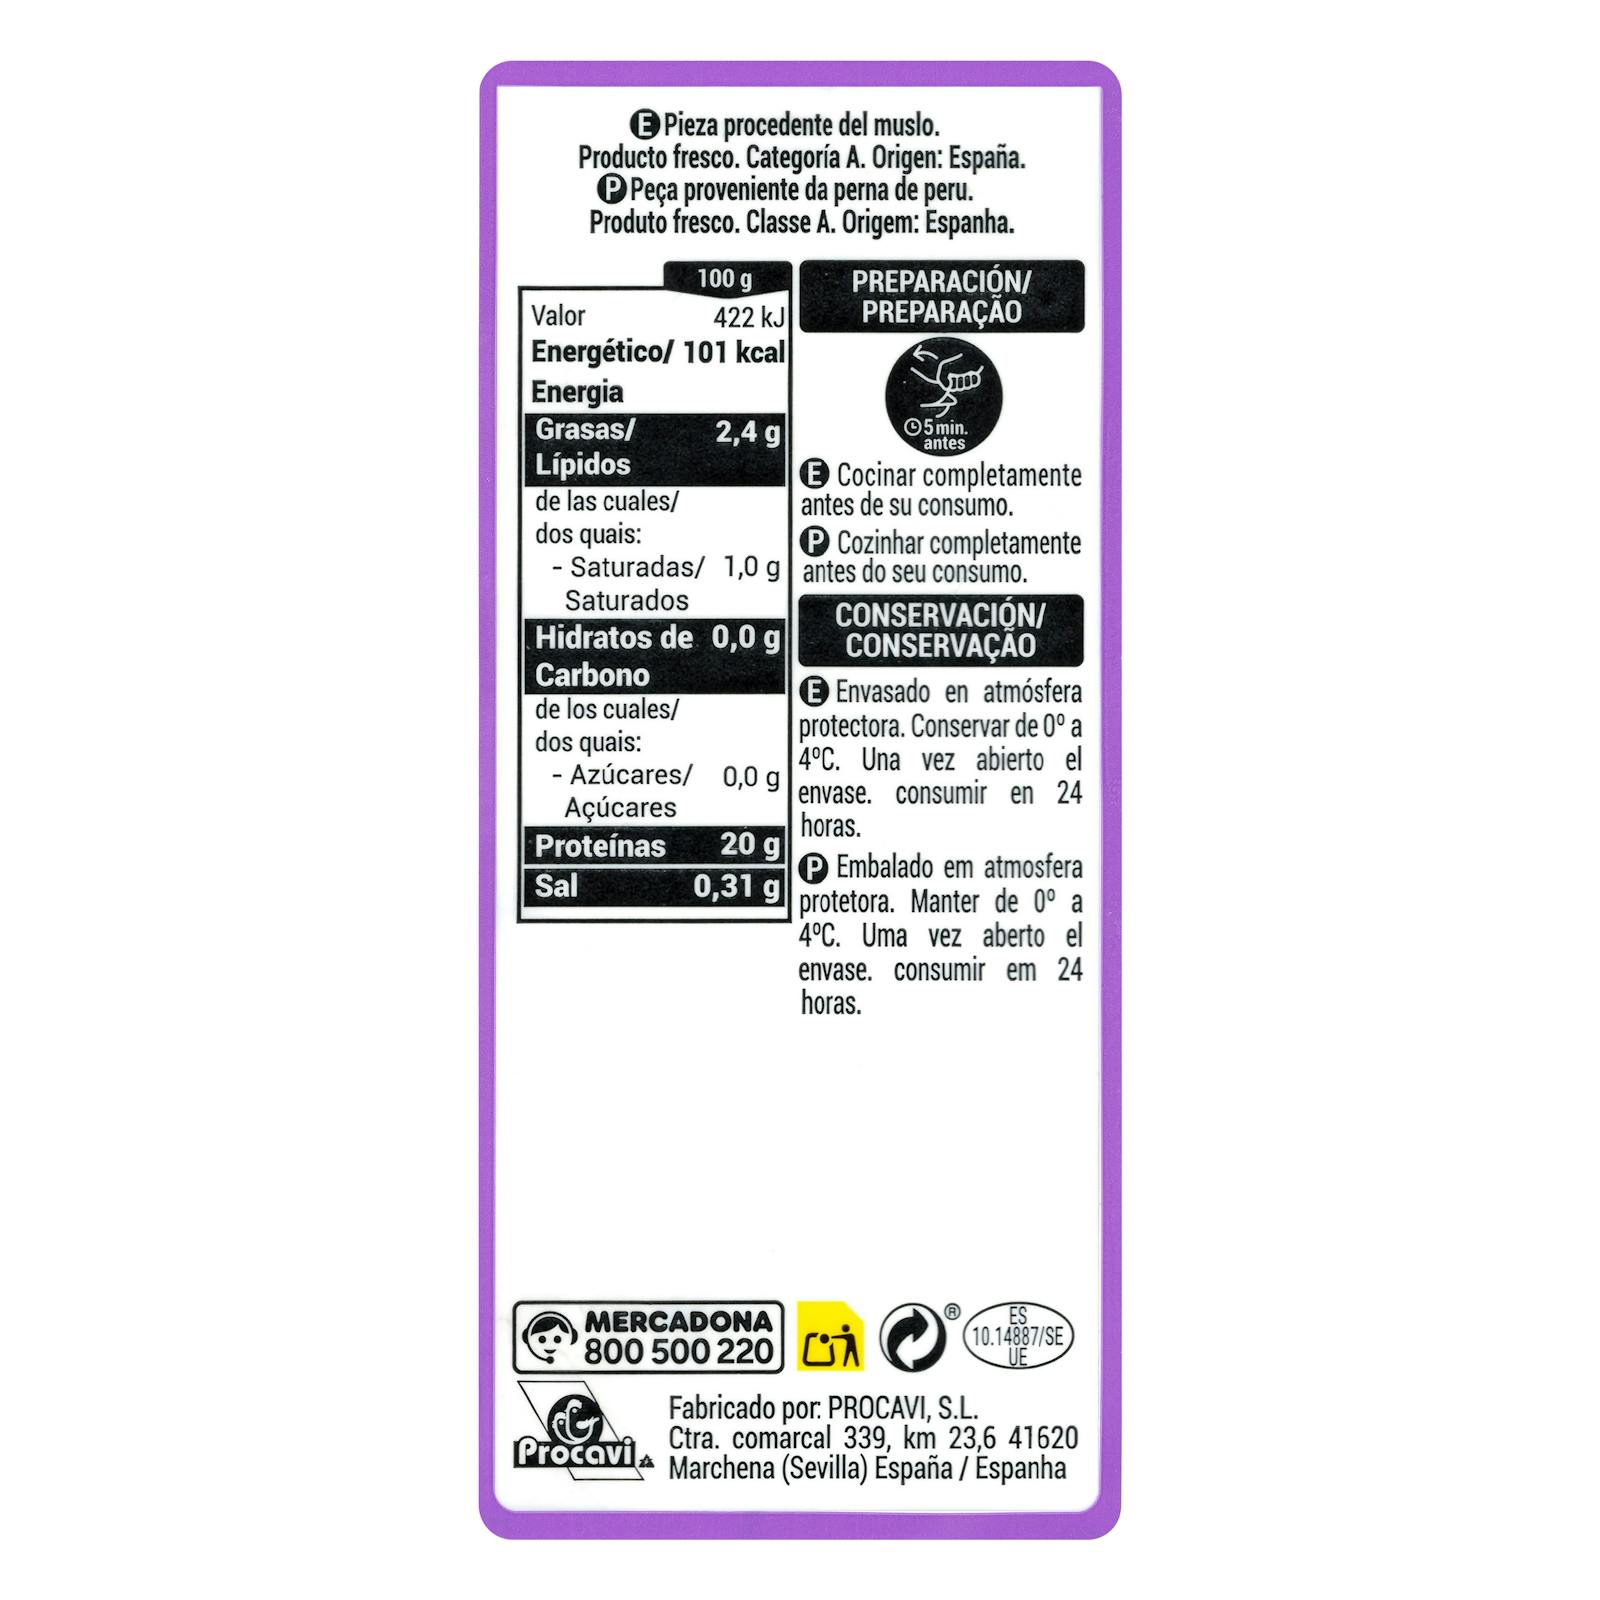 E Pieza procedente del muslo.
Producto fresco. Categoría A. Origen: España.
P Peça proveniente da perna de peru.
Produto fresco. Classe A. Origem: Espanha.
100 g
Valor 422 kJ
Energético/ 101 kcal
Energia
Grasas/ 2,4 g
Lípidos
de las cuales/
dos quais:
- Saturadas/ 1,0 g
Saturados
Hidratos de 0,0 g
Carbono
de los cuales/
dos quais:
- Azúcares/ 0,0 g
Açúcares
Proteínas 20 g
Sal 0,31 g
PREPARACIÓN/
PREPARAÇÃO
5 min.
antes
E Cocinar completamente
antes de su consumo.
P Cozinhar completamente
antes do seu consumo.
CONSERVACIÓN/
CONSERVAÇÃO
E Envasado en atmósfera
protectora. Conservar de 0º a
4ºC. Una vez abierto el
envase. consumir en 24
horas.
P Embalado em atmosfera
protetora. Manter de 0º a
4ºC. Uma vez aberto el
envase. consumir em 24
horas.
MERCADONA
800 500 220
®
ES
10.14887/SE
UE
Procavi
Fabricado por: PROCAVI, S.L.
Ctra. comarcal 339, km 23,6 41620
Marchena (Sevilla) España / Espanha